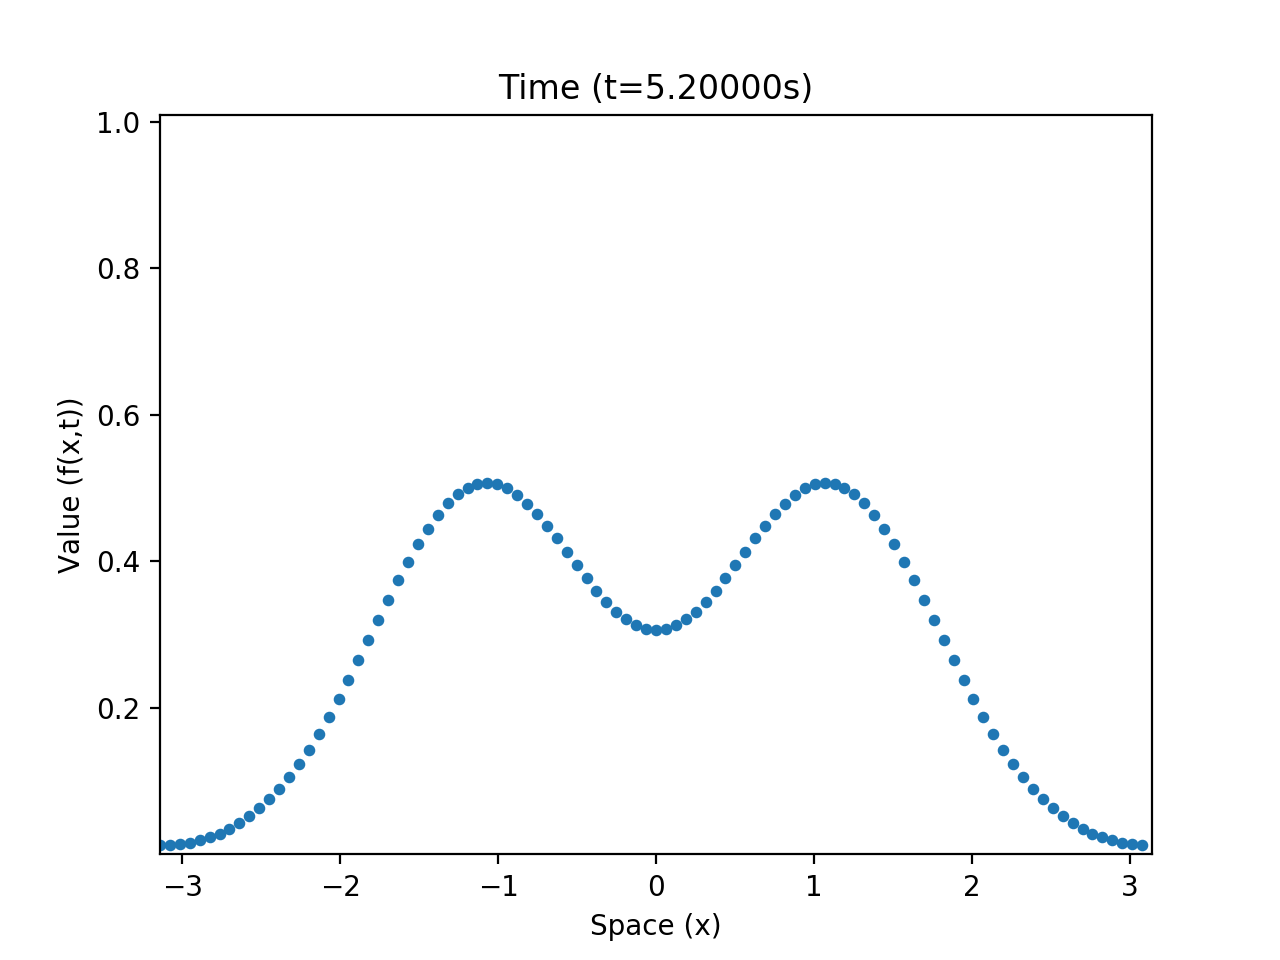 Time (t=5.20000s)
1.0
0.8
0.6
0.4
0.2
Value (f(x,t))
−3 −2 −1 0 1 2 3
Space (x)